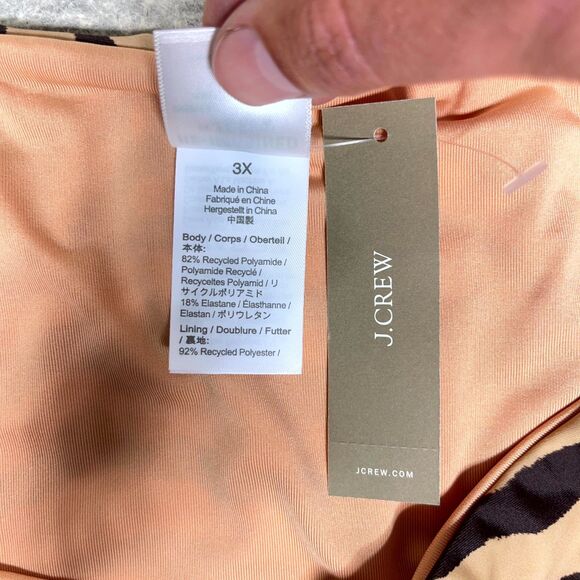 3X
Made in China
Fabriqué en Chine
Hergestellt in China
中国製
Body / Corps / Oberteil /
本体:
82% Recycled Polyamide /
Polyamide Recyclé /
Recyceltes Polymid / リ
サイクルポリアミド
18% Elastane / Élasthanne /
Elastan / ポリウレタン
Lining / Doublure / Futter
/ 裏地:
92% Recycled Polyester /
J.CREW
JCREW.COM